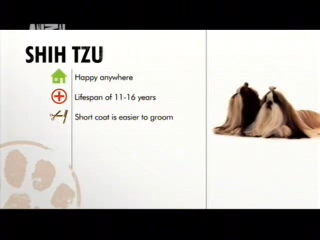 SHIH TZU
Happy anywhere
Lifespan of 11-16 years
Short coat is easier to groom